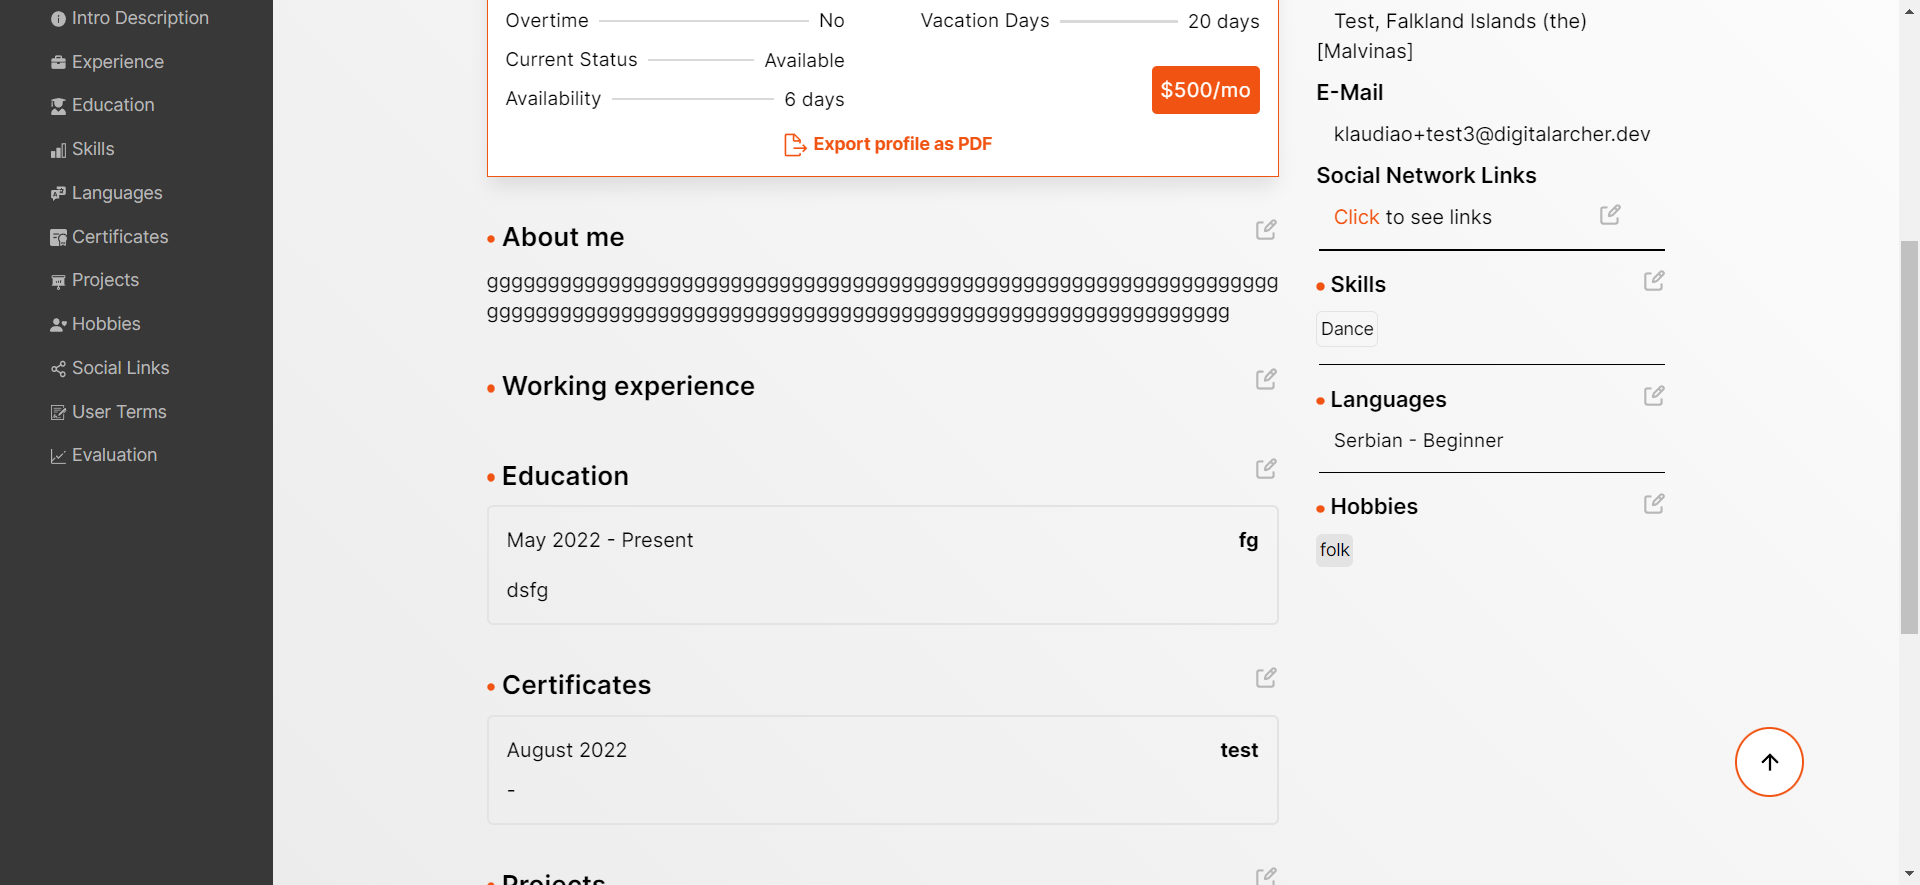 Intro Description
Experience
Education
Skills
Languages
Certificates
Projects
Hobbies
Social Links
User Terms
Evaluation
Overtime No
Vacation Days 20 days
Current Status Available
Availability 6 days
$500/mo
Export profile as PDF
About me
ggggggggggggggggggggggggggggggggggggggggggggggggggggggggggggggggg
ggggggggggggggggggggggggggggggggggggggggggggggggggggggggggggg
Working experience
Education
May 2022 - Present fg
dsfg
Certificates
August 2022 test
-
Projects
Test, Falkland Islands (the)
[Malvinas]
E-Mail
klaudiao+test3@digitalarcher.dev
Social Network Links
Click to see links
Skills
Dance
Languages
Serbian - Beginner
Hobbies
folk